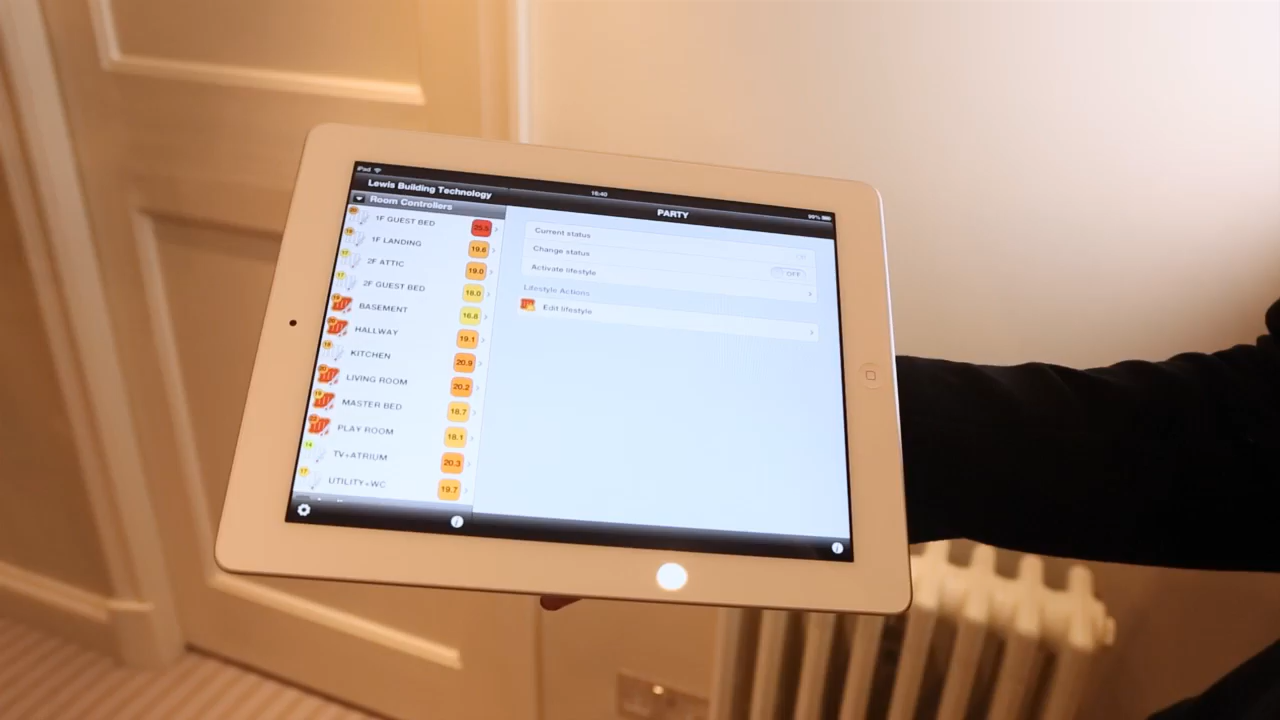 iPad
16:40
99%
Lewis Building Technology
PARTY
Room Controllers
1F GUEST BED 25.5
1F LANDING 19.6
2F ATTIC 19.0
2F GUEST BED 18.0
BASEMENT 16.8
HALLWAY 19.1
KITCHEN 20.9
LIVING ROOM 20.2
MASTER BED 18.7
PLAY ROOM 18.1
TV+ATRIUM 20.3
UTILITY+WC 19.7
Current status
Change status
OFF
Activate lifestyle
Lifestyle Actions
Edit lifestyle